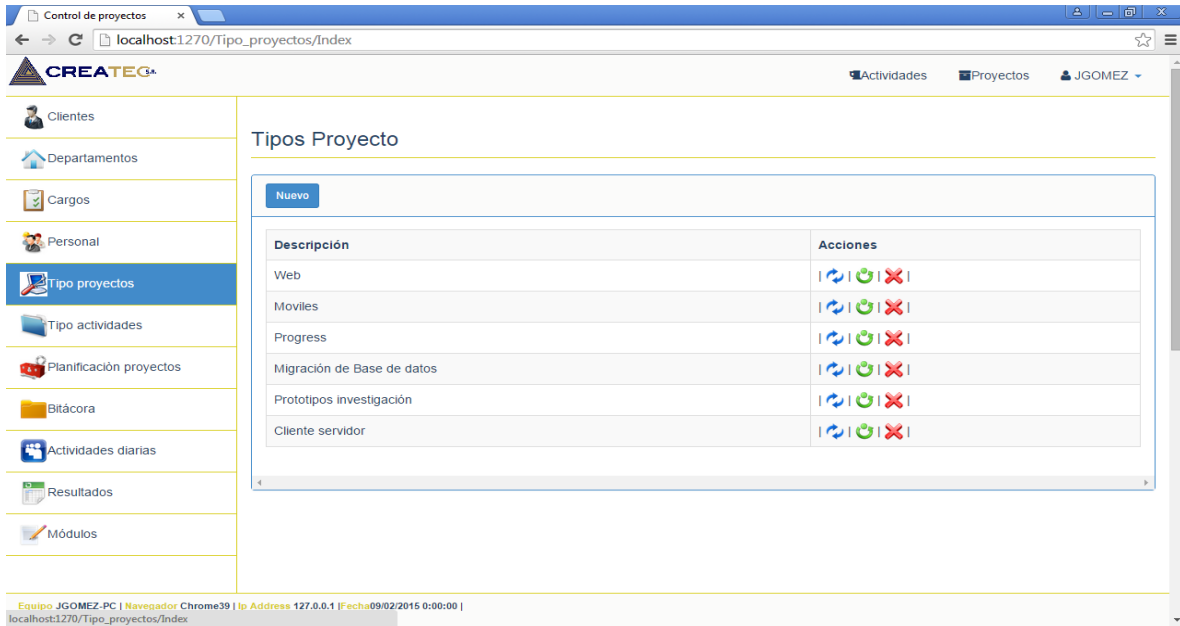 Control de proyectos
localhost:1270/Tipo_proyectos/Index
CREATEC S.A.
Actividades Proyectos JGOMEZ
Clientes
Departamentos
Cargos
Personal
Tipo proyectos
Tipo actividades
Planificaciòn proyectos
Bitácora
Actividades diarias
Resultados
Módulos
Tipos Proyecto
Nuevo
Descripción Acciones
Web | | | |
Moviles | | | |
Progress | | | |
Migración de Base de datos | | | |
Prototipos investigación | | | |
Cliente servidor | | | |
Equipo JGOMEZ-PC | Navegador Chrome39 | Ip Address 127.0.0.1 |Fecha09/02/2015 0:00:00 |
localhost:1270/Tipo_proyectos/Index